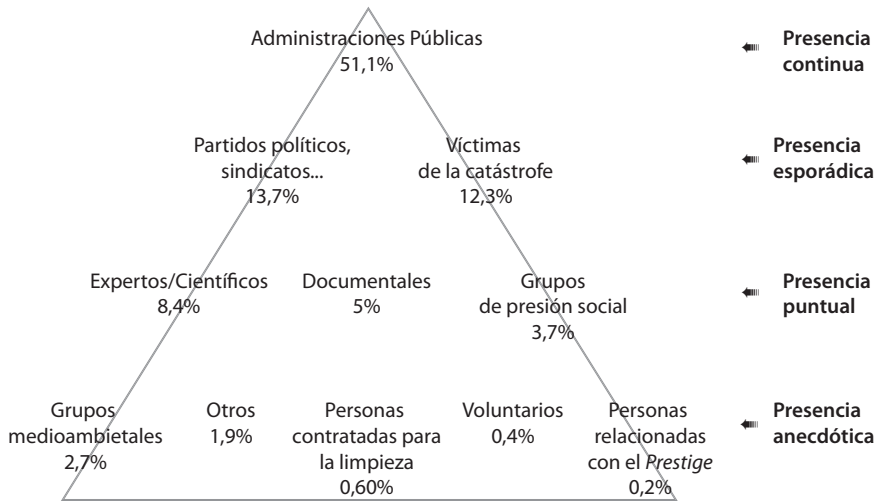 Administraciones Públicas
51,1%
Presencia
continua
Partidos políticos,
sindicatos...
13,7%
Víctimas
de la catástrofe
12,3%
Presencia
esporádica
Expertos/Científicos
8,4%
Documentales
5%
Grupos
de presión social
3,7%
Presencia
puntual
Grupos
medioambietales
2,7%
Otros
1,9%
Personas
contratadas para
la limpieza
0,60%
Voluntarios
0,4%
Personas
relacionadas
con el Prestige
0,2%
Presencia
anecdótica